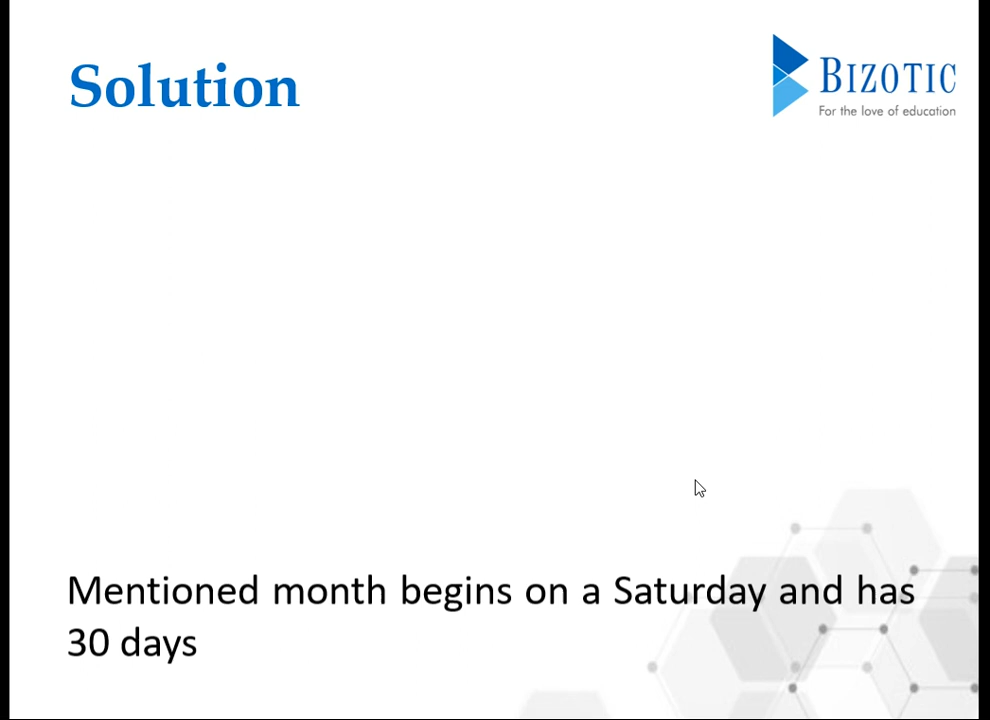 Solution
BIZOTIC
For the love of education
Mentioned month begins on a Saturday and has
30 days